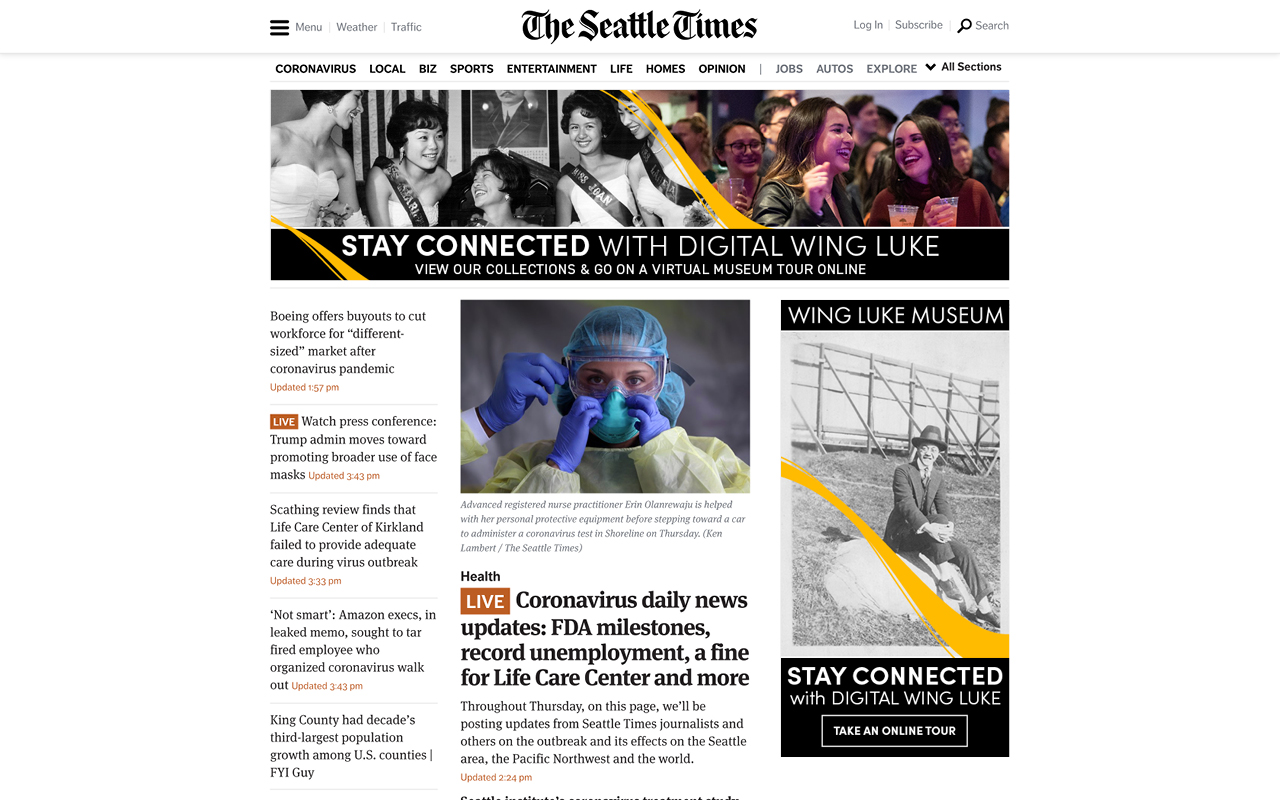 Menu
Weather
Traffic
The Seattle Times
Log In
Subscribe
Search
CORONAVIRUS LOCAL BIZ SPORTS ENTERTAINMENT LIFE HOMES OPINION | JOBS AUTOS EXPLORE All Sections
MISS JOAN
STAY CONNECTED WITH DIGITAL WING LUKE
VIEW OUR COLLECTIONS & GO ON A VIRTUAL MUSEUM TOUR ONLINE
Boeing offers buyouts to cut
workforce for “different-
sized” market after
coronavirus pandemic
Updated 1:57 pm
LIVE Watch press conference:
Trump admin moves toward
promoting broader use of face
masks Updated 3:43 pm
Scathing review finds that
Life Care Center of Kirkland
failed to provide adequate
care during virus outbreak
Updated 3:33 pm
‘Not smart’: Amazon execs, in
leaked memo, sought to tar
fired employee who
organized coronavirus walk
out Updated 3:43 pm
King County had decade’s
third-largest population
growth among U.S. counties |
FYI Guy
Advanced registered nurse practitioner Erin Olanrewaju is helped
with her personal protective equipment before stepping toward a car
to administer a coronavirus test in Shoreline on Thursday. (Ken
Lambert / The Seattle Times)
Health
LIVE Coronavirus daily news
updates: FDA milestones,
record unemployment, a fine
for Life Care Center and more
Throughout Thursday, on this page, we’ll be
posting updates from Seattle Times journalists and
others on the outbreak and its effects on the Seattle
area, the Pacific Northwest and the world.
Updated 2:24 pm
Seattle institute’s coronavirus treatment study
WING LUKE MUSEUM
STAY CONNECTED
with DIGITAL WING LUKE
TAKE AN ONLINE TOUR